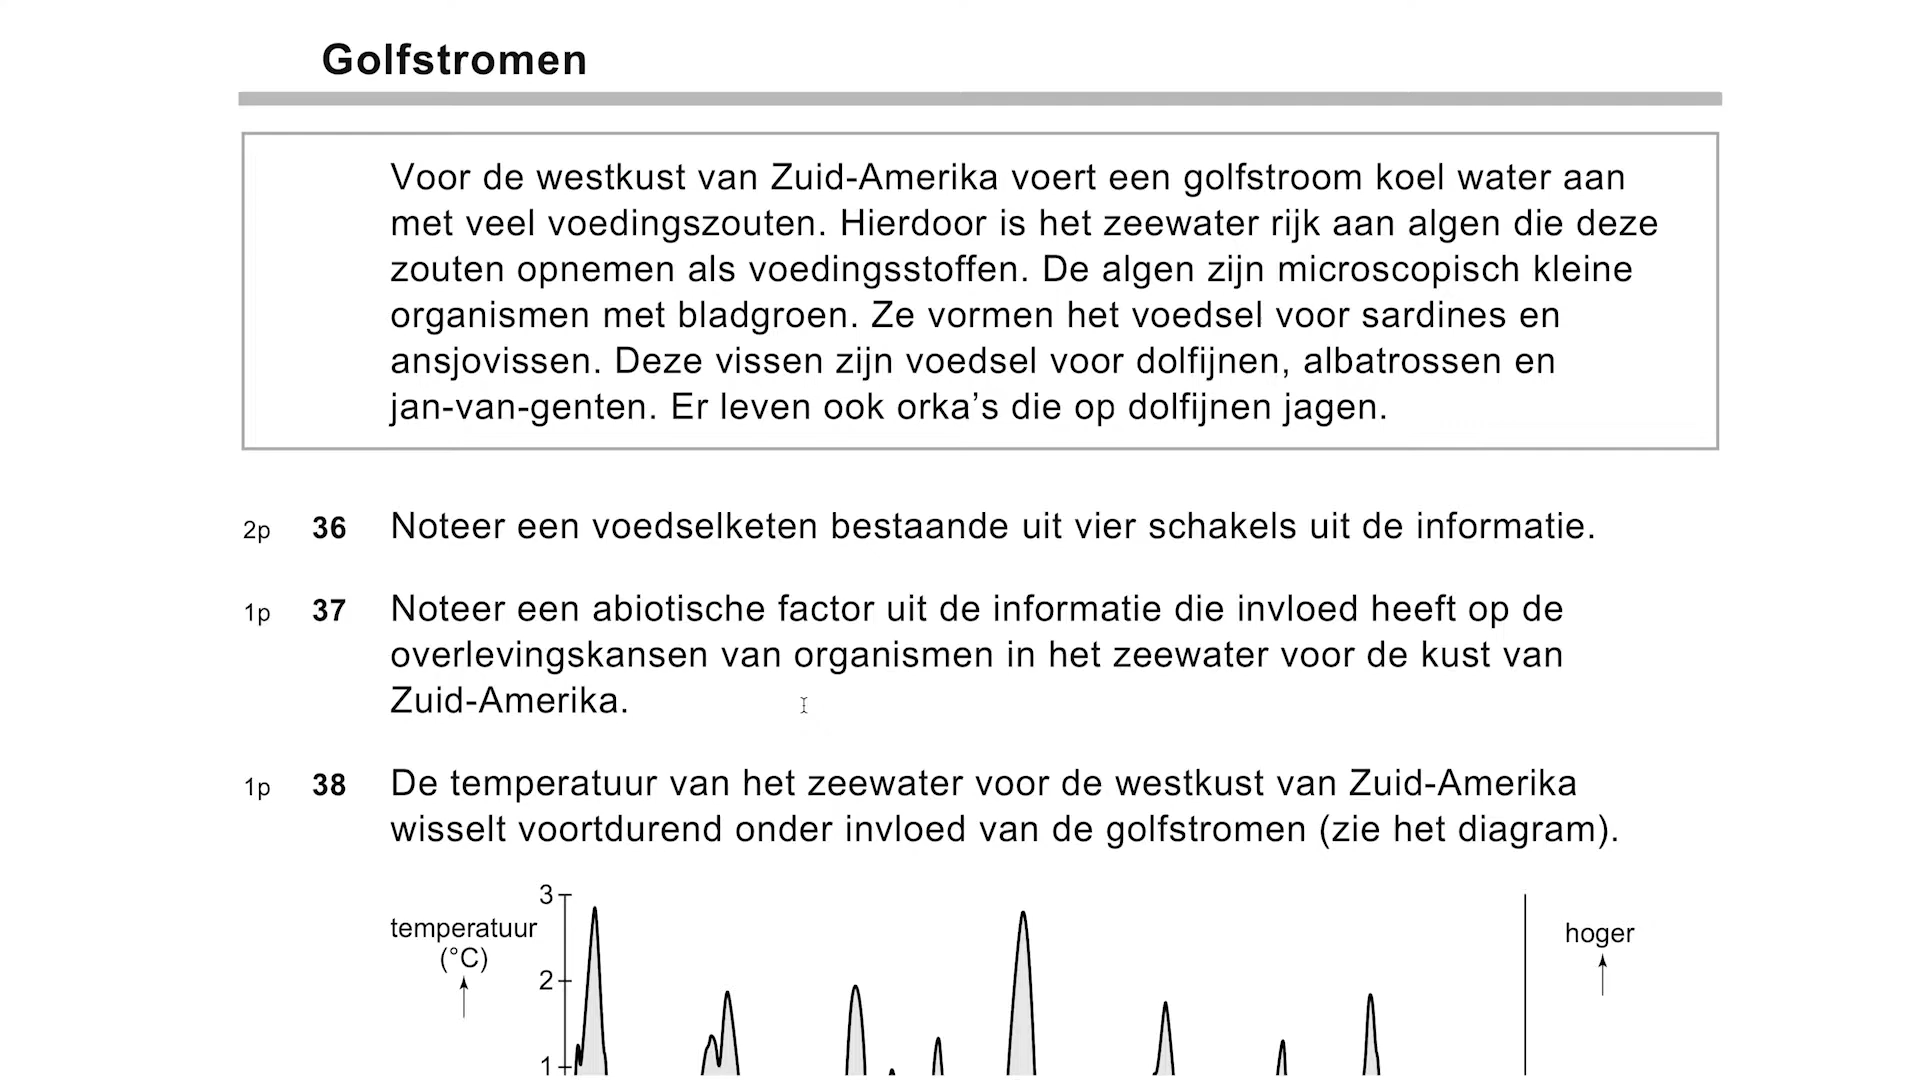 Golfstromen
Voor de westkust van Zuid-Amerika voert een golfstroom koel water aan
met veel voedingszouten. Hierdoor is het zeewater rijk aan algen die deze
zouten opnemen als voedingsstoffen. De algen zijn microscopisch kleine
organismen met bladgroen. Ze vormen het voedsel voor sardines en
ansjovissen. Deze vissen zijn voedsel voor dolfijnen, albatrossen en
jan-van-genten. Er leven ook orka's die op dolfijnen jagen.
2p 36 Noteer een voedselketen bestaande uit vier schakels uit de informatie.
1p 37 Noteer een abiotische factor uit de informatie die invloed heeft op de
overlevingskansen van organismen in het zeewater voor de kust van
Zuid-Amerika.
1p 38 De temperatuur van het zeewater voor de westkust van Zuid-Amerika
wisselt voortdurend onder invloed van de golfstromen (zie het diagram).
3
temperatuur
(°C)
hoger
2
1